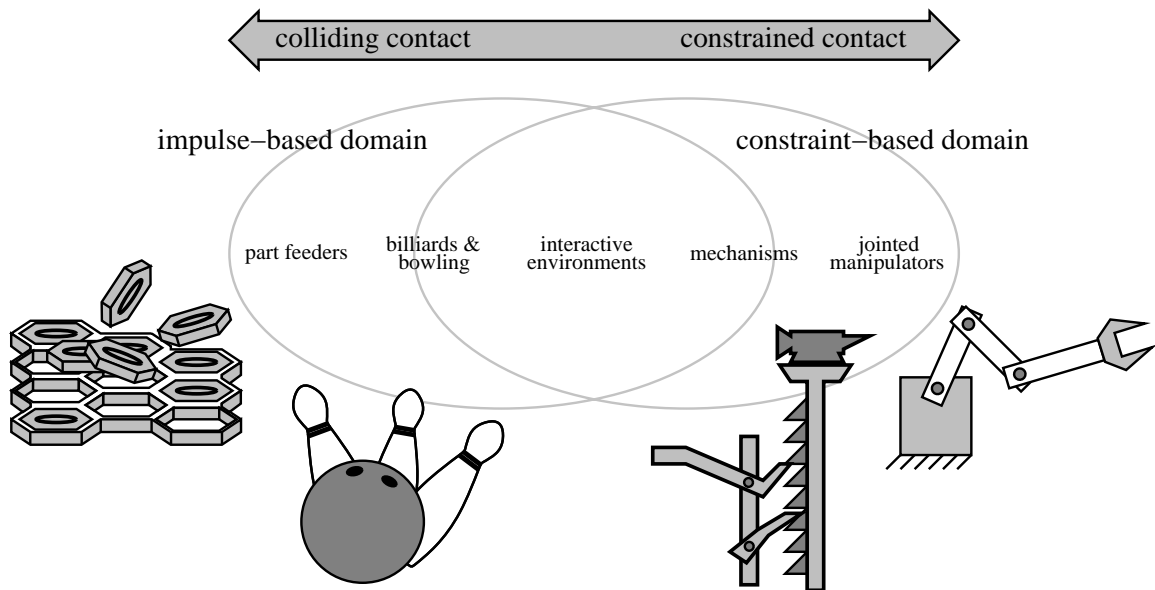 colliding contact
constrained contact
impulse−based domain
constraint−based domain
part feeders
billiards &
bowling
interactive
environments
mechanisms
jointed
manipulators